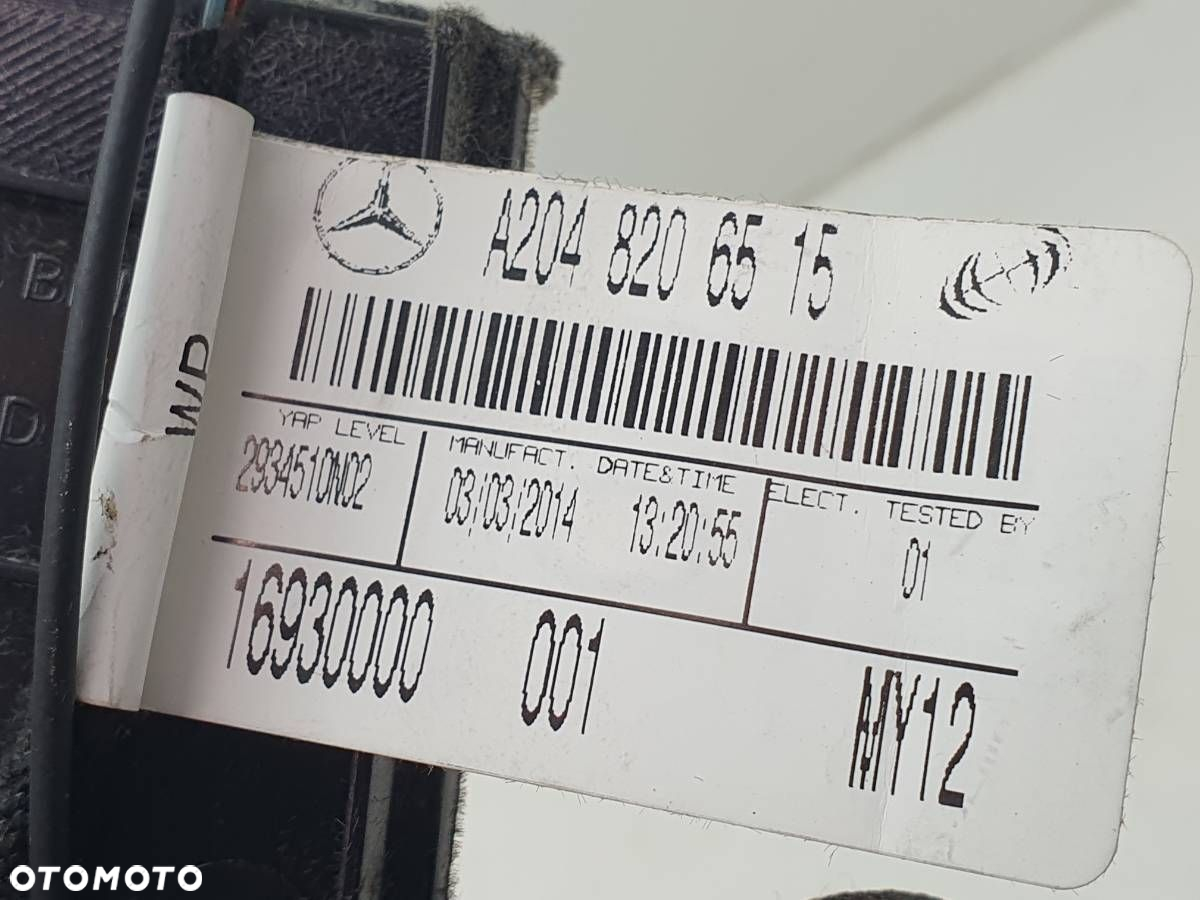 A204 820 65 15
YAP LEVEL
2934510N02
MANUFACT. DATE&TIME
03/03/2014 13:20:55
ELECT. TESTED BY
01
16930000 001 MY12
OTOMOTO